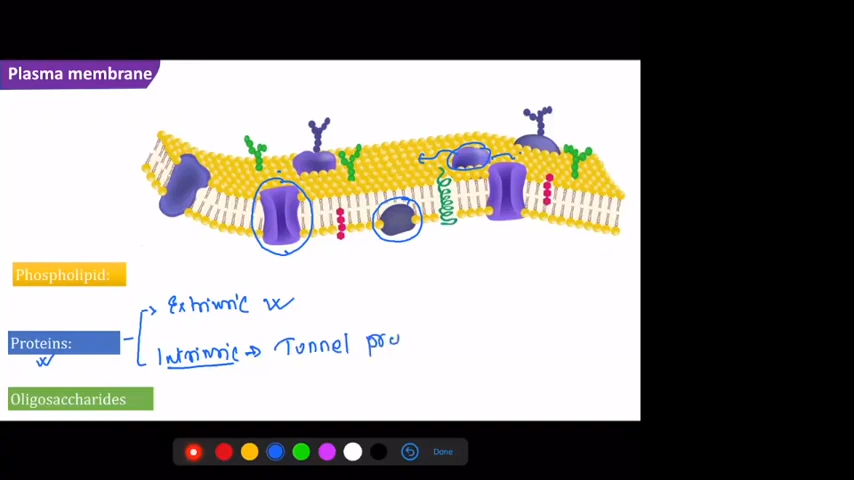 Plasma membrane
Phospholipid:
Extrinsic
Proteins:
Intrinsic → Tunnel pro
Oligosaccharides
Done